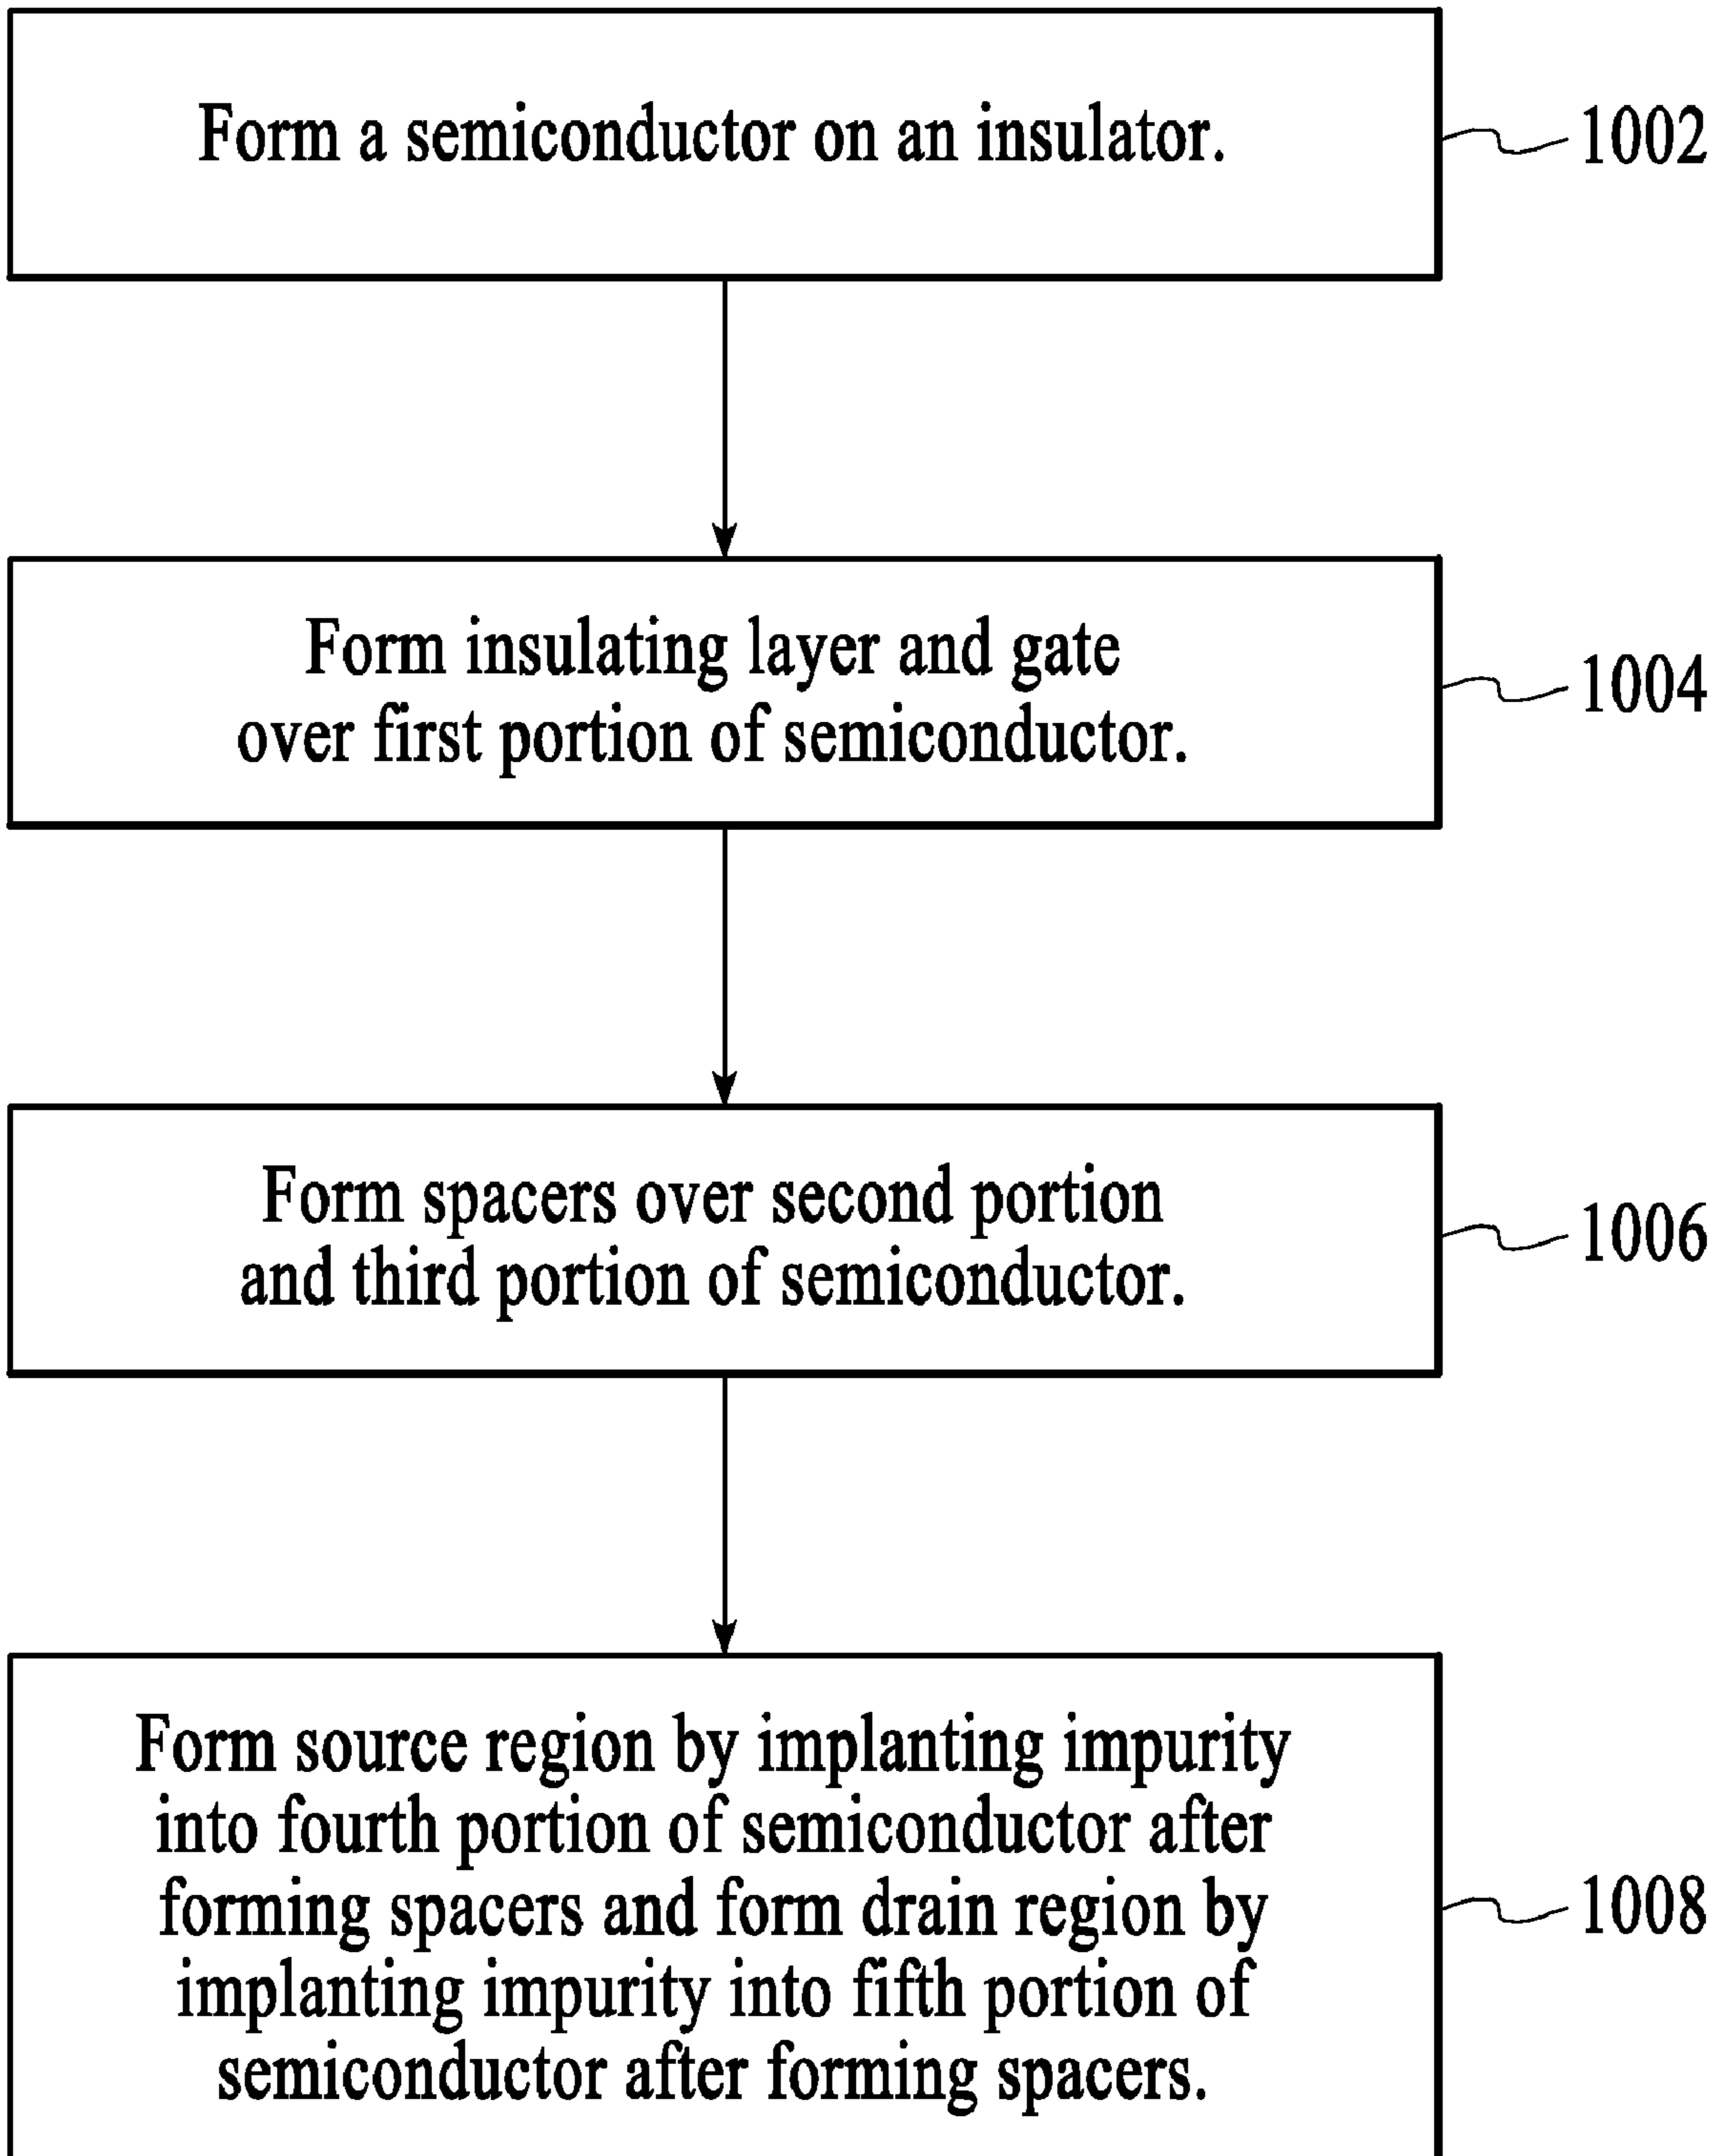 Form a semiconductor on an insulator.
1002
Form insulating layer and gate
over first portion of semiconductor.
1004
Form spacers over second portion
and third portion of semiconductor.
1006
Form source region by implanting impurity
into fourth portion of semiconductor after
forming spacers and form drain region by
implanting impurity into fifth portion of
semiconductor after forming spacers.
1008